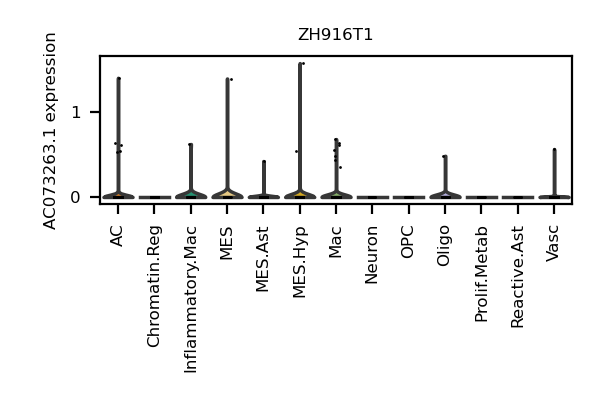 ZH916T1
AC073263.1 expression
1
0
AC
Chromatin.Reg
Inflammatory.Mac
MES
MES.Ast
MES.Hyp
Mac
Neuron
OPC
Oligo
Prolif.Metab
Reactive.Ast
Vasc